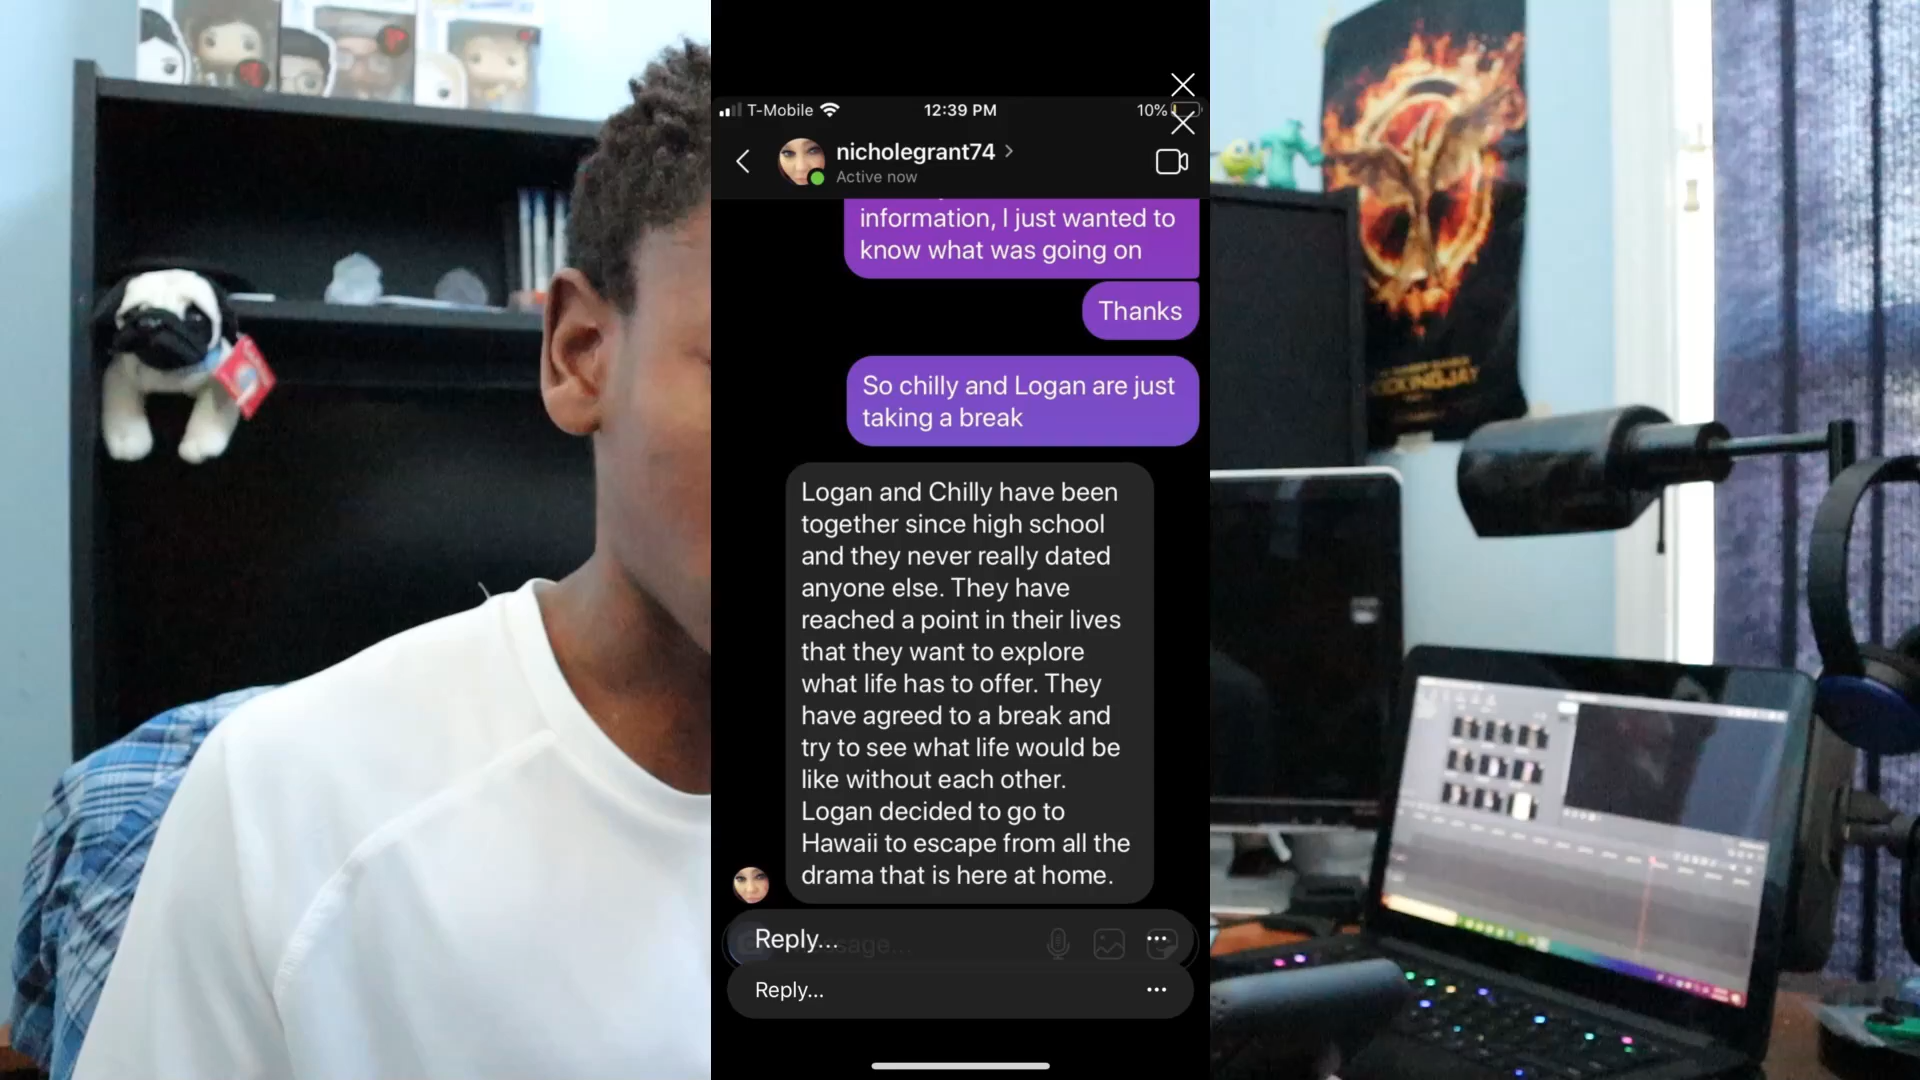 T-Mobile
12:39 PM
10%
nicholegrant74
Active now
information, I just wanted to
know what was going on
Thanks
So chilly and Logan are just
taking a break
Logan and Chilly have been
together since high school
and they never really dated
anyone else. They have
reached a point in their lives
that they want to explore
what life has to offer. They
have agreed to a break and
try to see what life would be
like without each other.
Logan decided to go to
Hawaii to escape from all the
drama that is here at home.
Reply...
Reply...